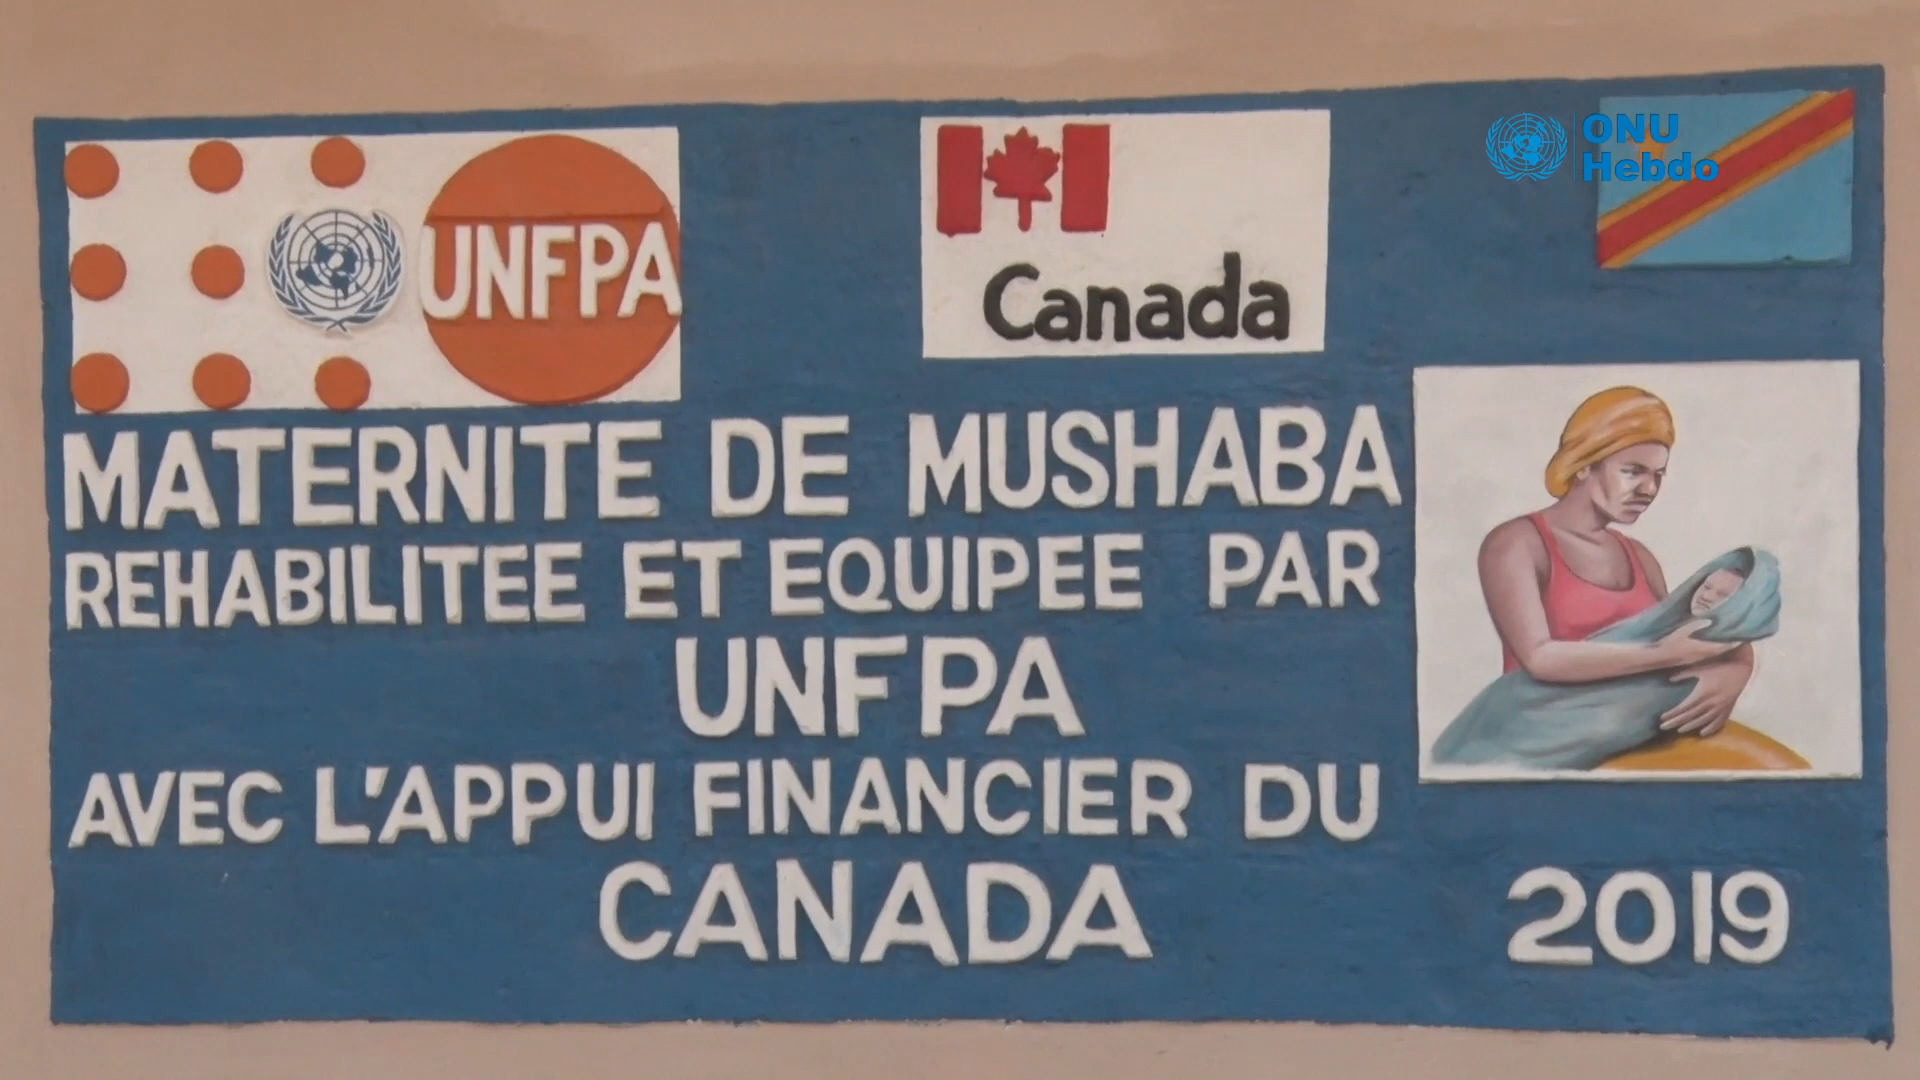 UNFPA
Canada
ONU
Hebdo
MATERNITE DE MUSHABA
REHABILITEE ET EQUIPEE PAR
UNFPA
AVEC L'APPUI FINANCIER DU
CANADA
2019